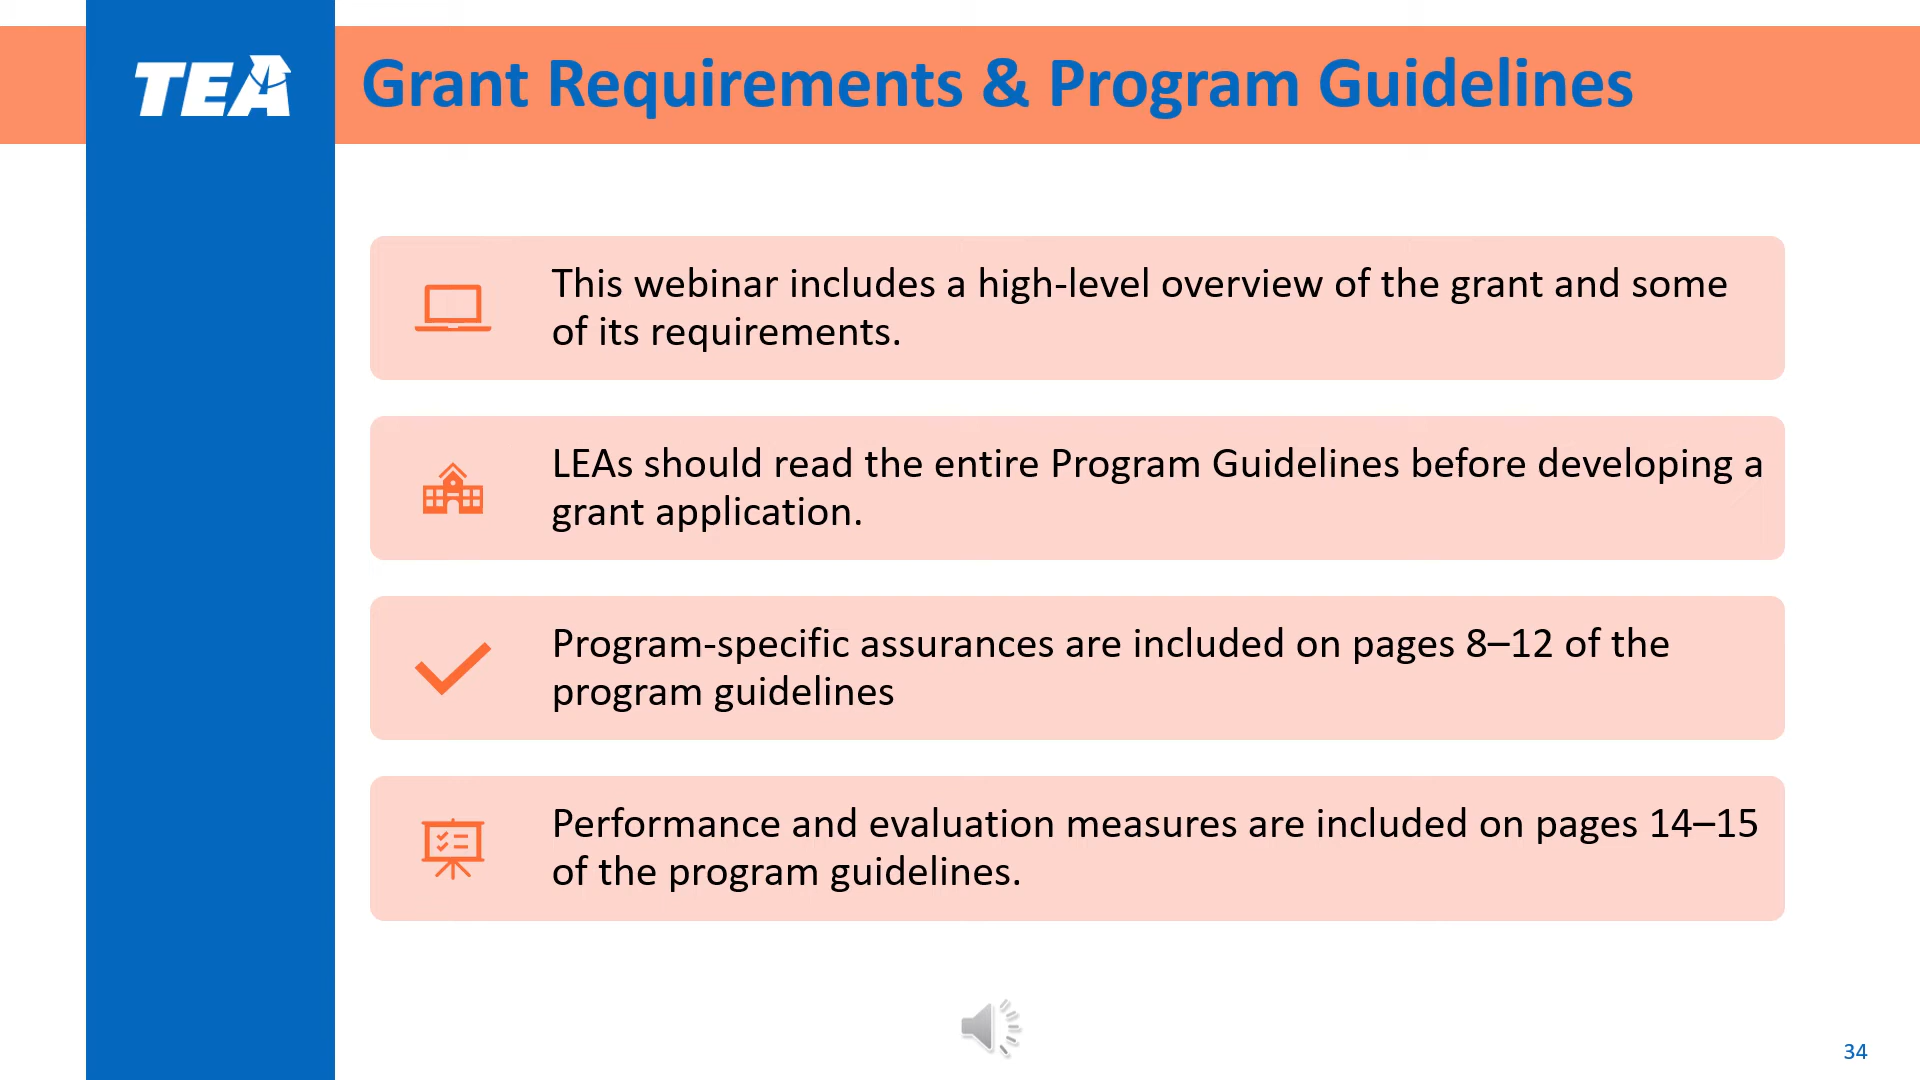 TEA
Grant Requirements & Program Guidelines
This webinar includes a high-level overview of the grant and some
of its requirements.
LEAs should read the entire Program Guidelines before developing a
grant application.
Program-specific assurances are included on pages 8–12 of the
program guidelines
Performance and evaluation measures are included on pages 14–15
of the program guidelines.
34